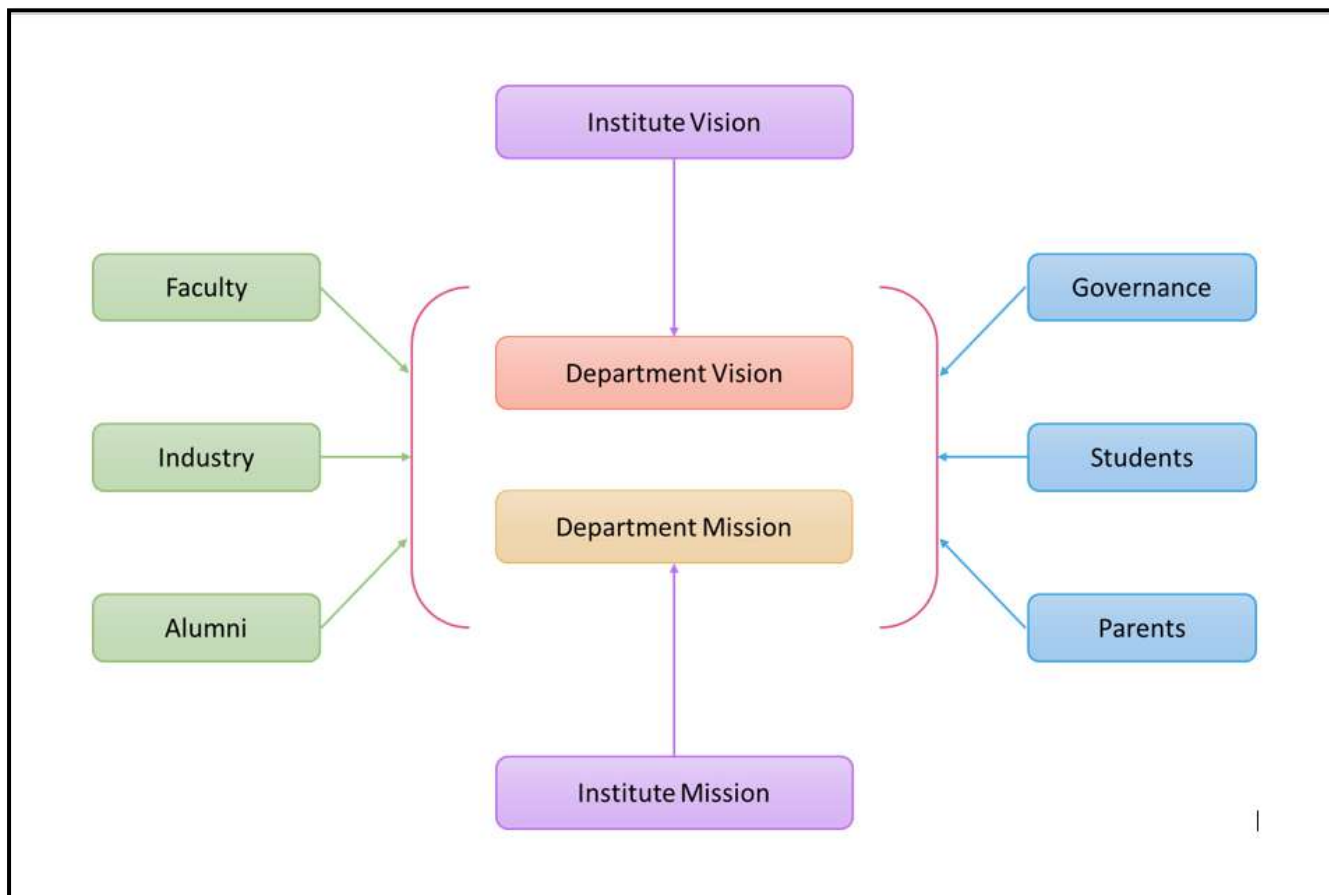 Institute Vision
Faculty
Governance
Department Vision
Industry
Students
Department Mission
Alumni
Parents
Institute Mission